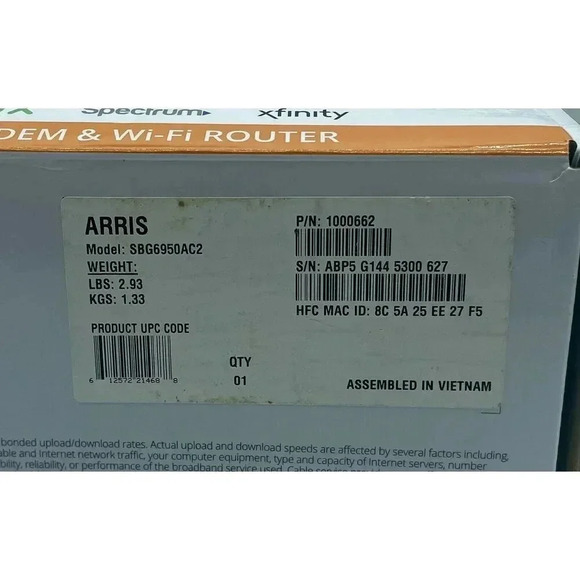 Spectrum xfinity
DEM & Wi-Fi ROUTER
ARRIS
Model: SBG6950AC2
WEIGHT:
LBS: 2.93
KGS: 1.33
P/N: 1000662
S/N: ABP5 G144 5300 627
HFC MAC ID: 8C 5A 25 EE 27 F5
PRODUCT UPC CODE
6 12572 21468 8
QTY
01
ASSEMBLED IN VIETNAM
bonded upload/download rates. Actual upload and download speeds are affected by several factors including,
able and Internet network traffic, your computer equipment, type and capacity of Internet servers, number
bility, reliability, or performance of the broadband service used. Cable service